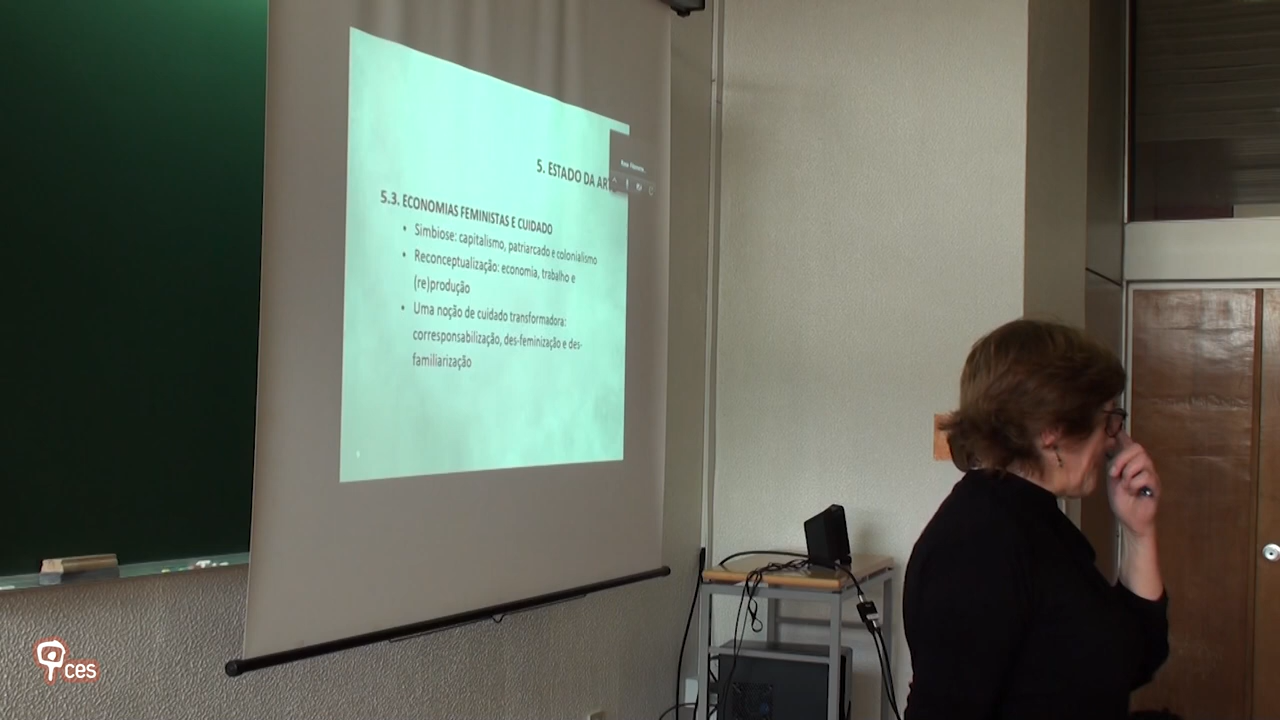 5. ESTADO DA ART
5.3. ECONOMIAS FEMINISTAS E CUIDADO
• Simbiose: capitalismo, patriarcado e colonialismo
• Reconceptualização: economia, trabalho e
(re)produção
• Uma noção de cuidado transformadora:
corresponsabilização, des-feminização e des-
familiarização
ces